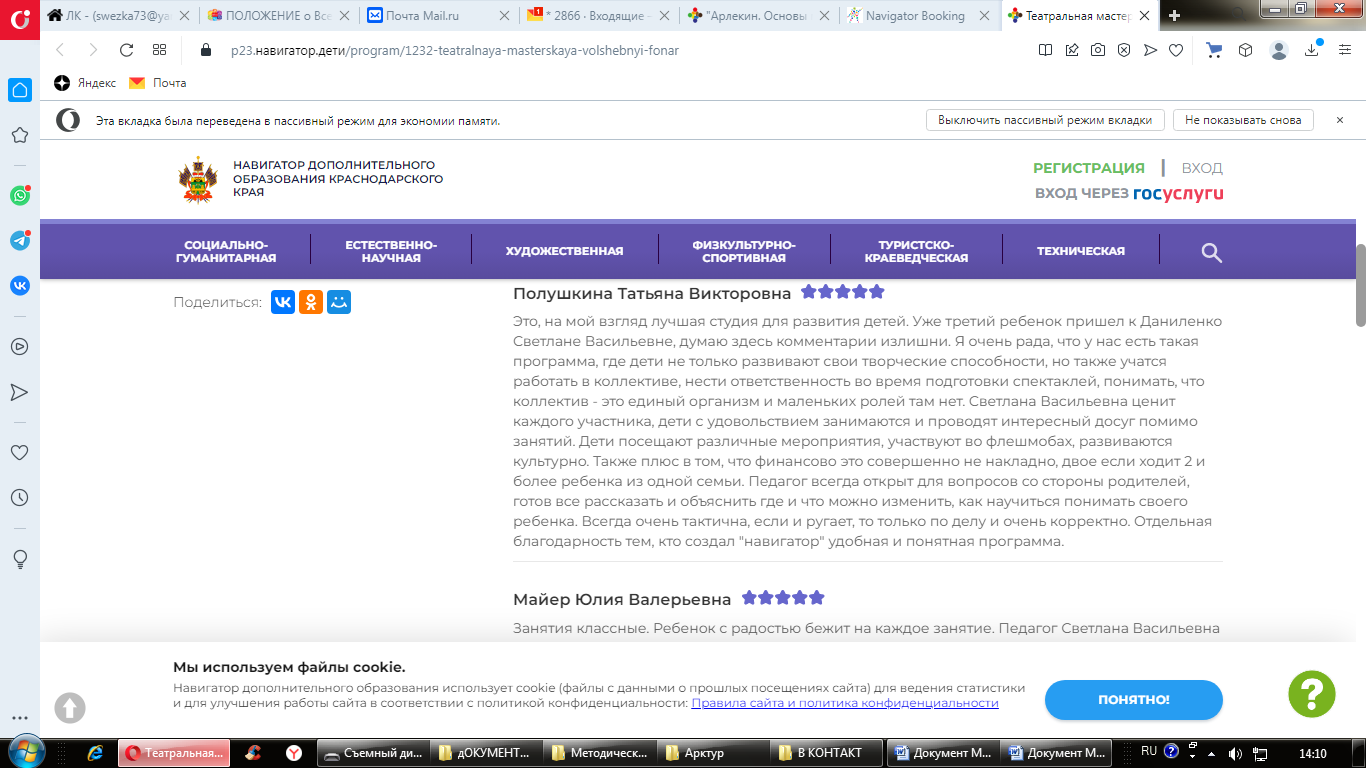 ЛК - (swezka73@ya
ПОЛОЖЕНИЕ о Все
Почта Mail.ru
* 2866 · Входящие -
"Арлекин. Основы
Navigator Booking
Театральная мастер
p23.навигатор.дети/program/1232-teatralnaya-masterskaya-volshebnyi-fonar
Яндекс Почта
Эта вкладка была переведена в пассивный режим для экономии памяти.
Выключить пассивный режим вкладки
Не показывать снова
НАВИГАТОР ДОПОЛНИТЕЛЬНОГО
ОБРАЗОВАНИЯ КРАСНОДАРСКОГО
КРАЯ
РЕГИСТРАЦИЯ | ВХОД
ВХОД ЧЕРЕЗ госуслуги
СОЦИАЛЬНО-
ГУМАНИТАРНАЯ
ЕСТЕСТВЕННО-
НАУЧНАЯ
ХУДОЖЕСТВЕННАЯ
ФИЗКУЛЬТУРНО-
СПОРТИВНАЯ
ТУРИСТСКО-
КРАЕВЕДЧЕСКАЯ
ТЕХНИЧЕСКАЯ
Поделиться:
Полушкина Татьяна Викторовна
Это, на мой взгляд лучшая студия для развития детей. Уже третий ребенок пришел к Даниленко
Светлане Васильевне, думаю здесь комментарии излишни. Я очень рада, что у нас есть такая
программа, где дети не только развивают свои творческие способности, но также учатся
работать в коллективе, нести ответственность во время подготовки спектаклей, понимать, что
коллектив - это единый организм и маленьких ролей там нет. Светлана Васильевна ценит
каждого участника, дети с удовольствием занимаются и проводят интересный досуг помимо
занятий. Дети посещают различные мероприятия, участвуют во флешмобах, развиваются
культурно. Также плюс в том, что финансово это совершенно не накладно, двое если ходит 2 и
более ребенка из одной семьи. Педагог всегда открыт для вопросов со стороны родителей,
готов все рассказать и объяснить где и что можно изменить, как научиться понимать своего
ребенка. Всегда очень тактична, если и ругает, то только по делу и очень корректно. Отдельная
благодарность тем, кто создал "навигатор" удобная и понятная программа.
Майер Юлия Валерьевна
Занятия классные. Ребенок с радостью бежит на каждое занятие. Педагог Светлана Васильевна
Мы используем файлы cookie.
Навигатор дополнительного образования использует cookie (файлы с данными о прошлых посещениях сайта) для ведения статистики
и для улучшения работы сайта в соответствии с политикой конфиденциальности: Правила сайта и политика конфиденциальности
ПОНЯТНО!
Театральная...
Съемный ди...
дОКУМЕНТ...
Методическ...
Арктур
В КОНТАКТ
Документ М...
Документ М...
RU
14:10